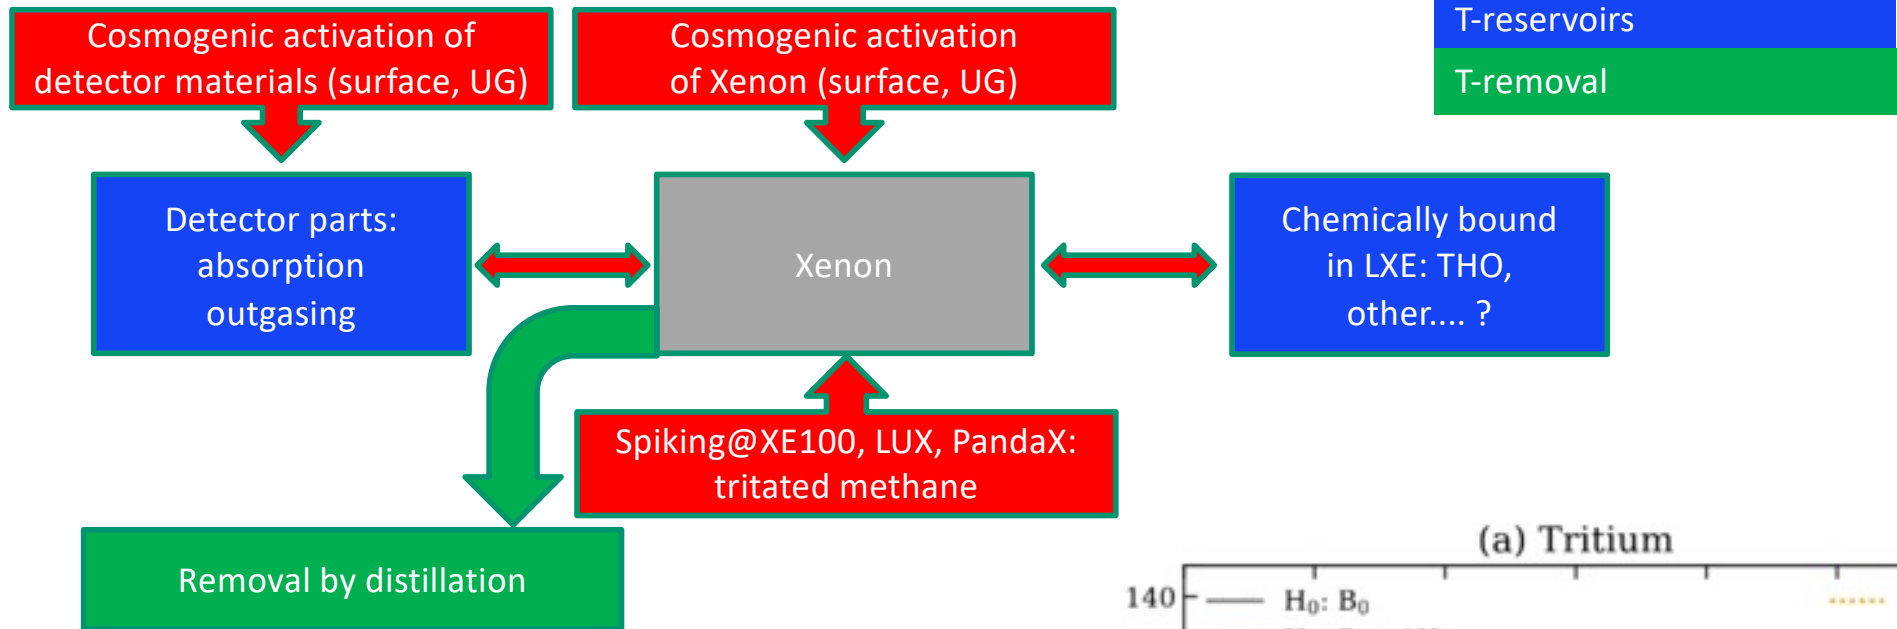 Cosmogenic activation of
detector materials (surface, UG)
Cosmogenic activation
of Xenon (surface, UG)
T-reservoirs
T-removal
Detector parts:
absorption
outgasing
Xenon
Chemically bound
in LXE: THO,
other.... ?
Spiking@XE100, LUX, PandaX:
tritated methane
Removal by distillation
(a) Tritium
140
H₀: B₀